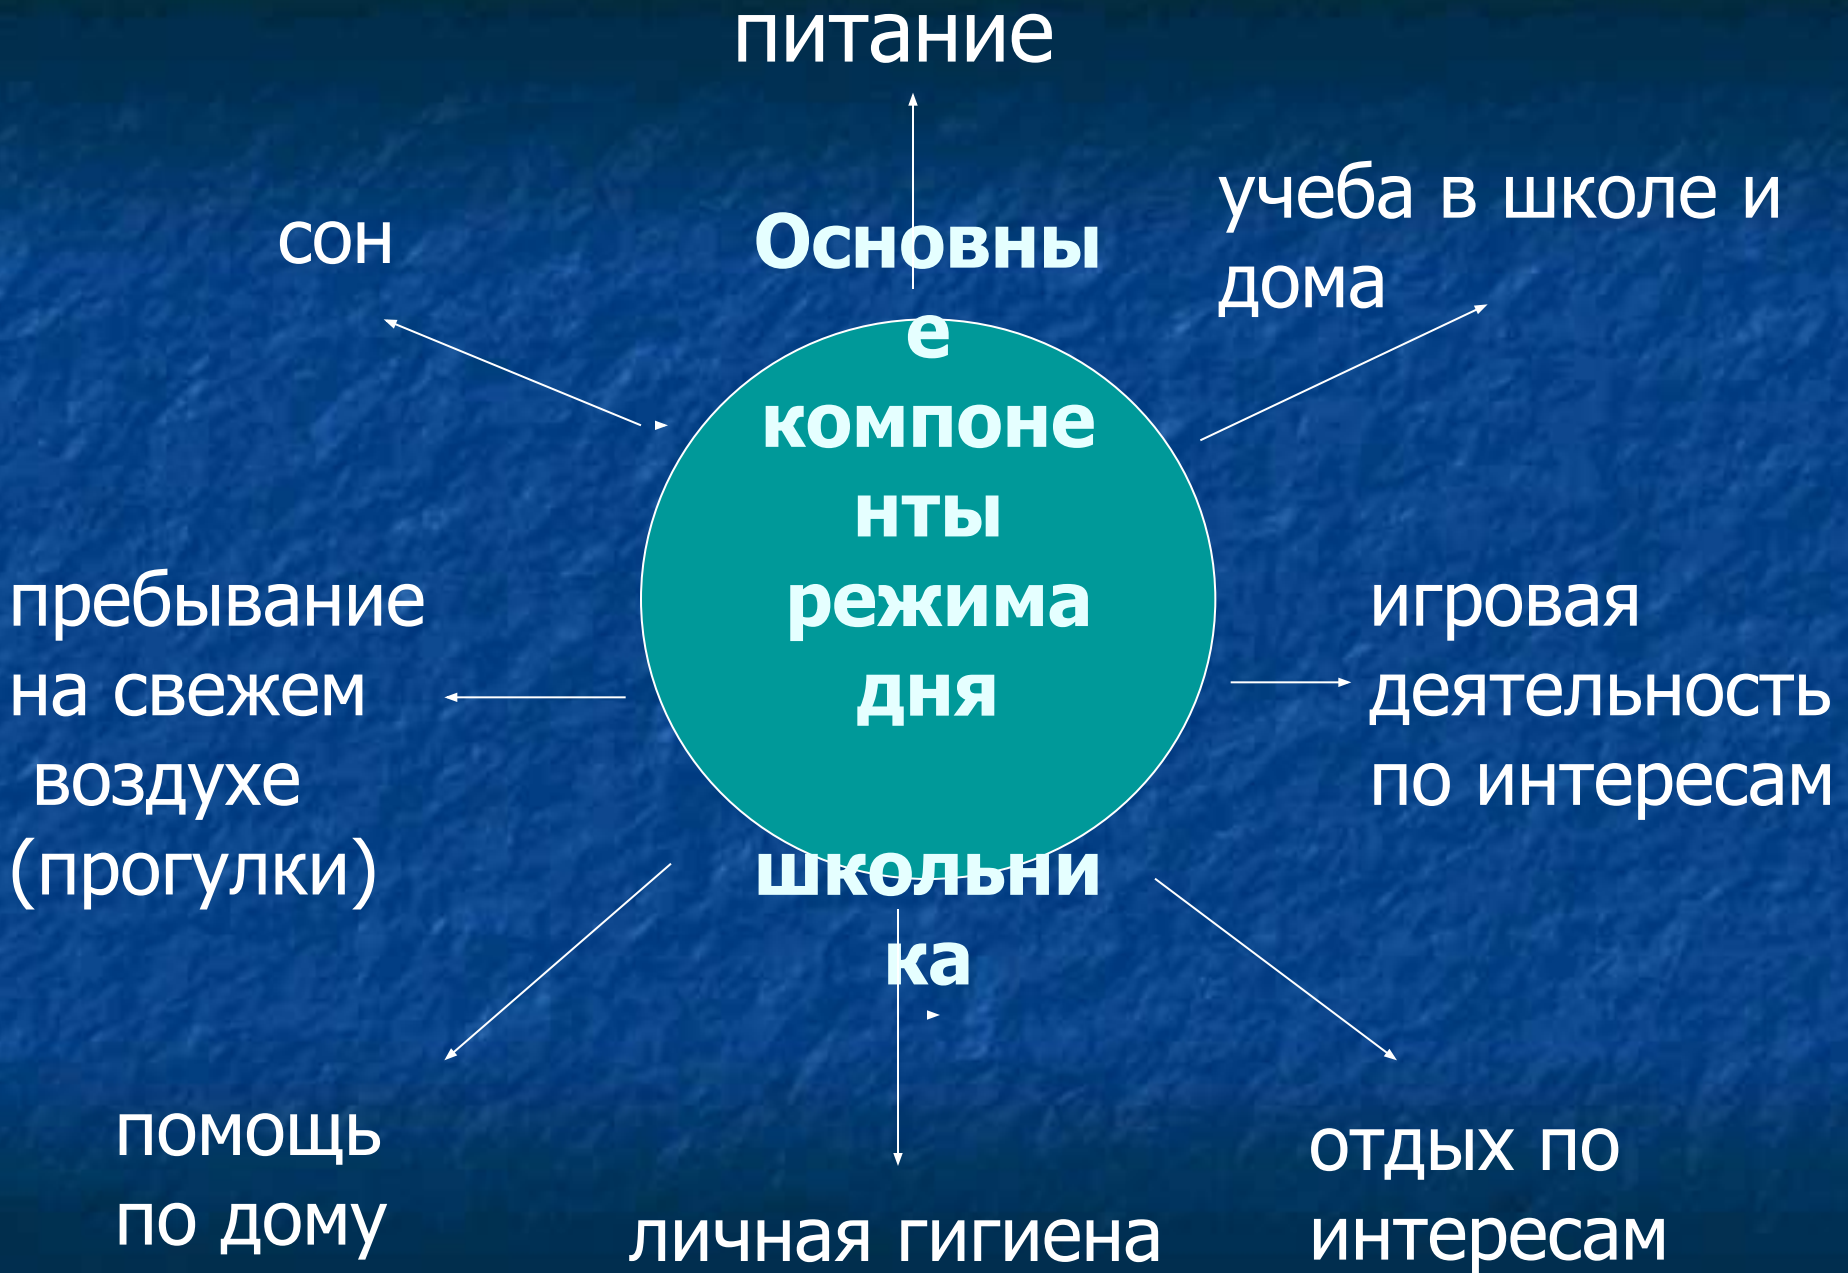 питание
сон
учеба в школе и
дома
Основны
е
компоне
нты
режима
дня
школьни
ка
пребывание
на свежем
воздухе
(прогулки)
игровая
деятельность
по интересам
помощь
по дому
личная гигиена
отдых по
интересам